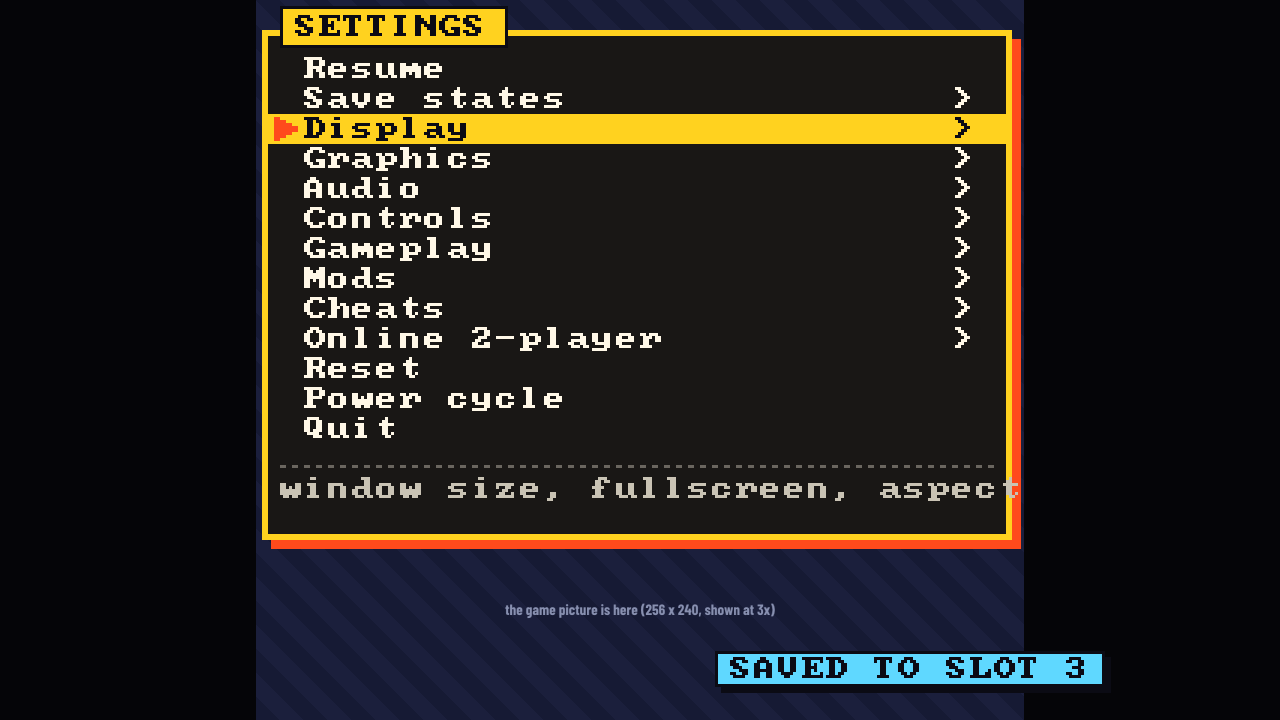 SETTINGS
Resume
Save states >
Display >
Graphics >
Audio >
Controls >
Gameplay >
Mods >
Cheats >
Online 2-player >
Reset
Power cycle
Quit
window size, fullscreen, aspect
the game picture is here (256 x 240, shown at 3x)
SAVED TO SLOT 3